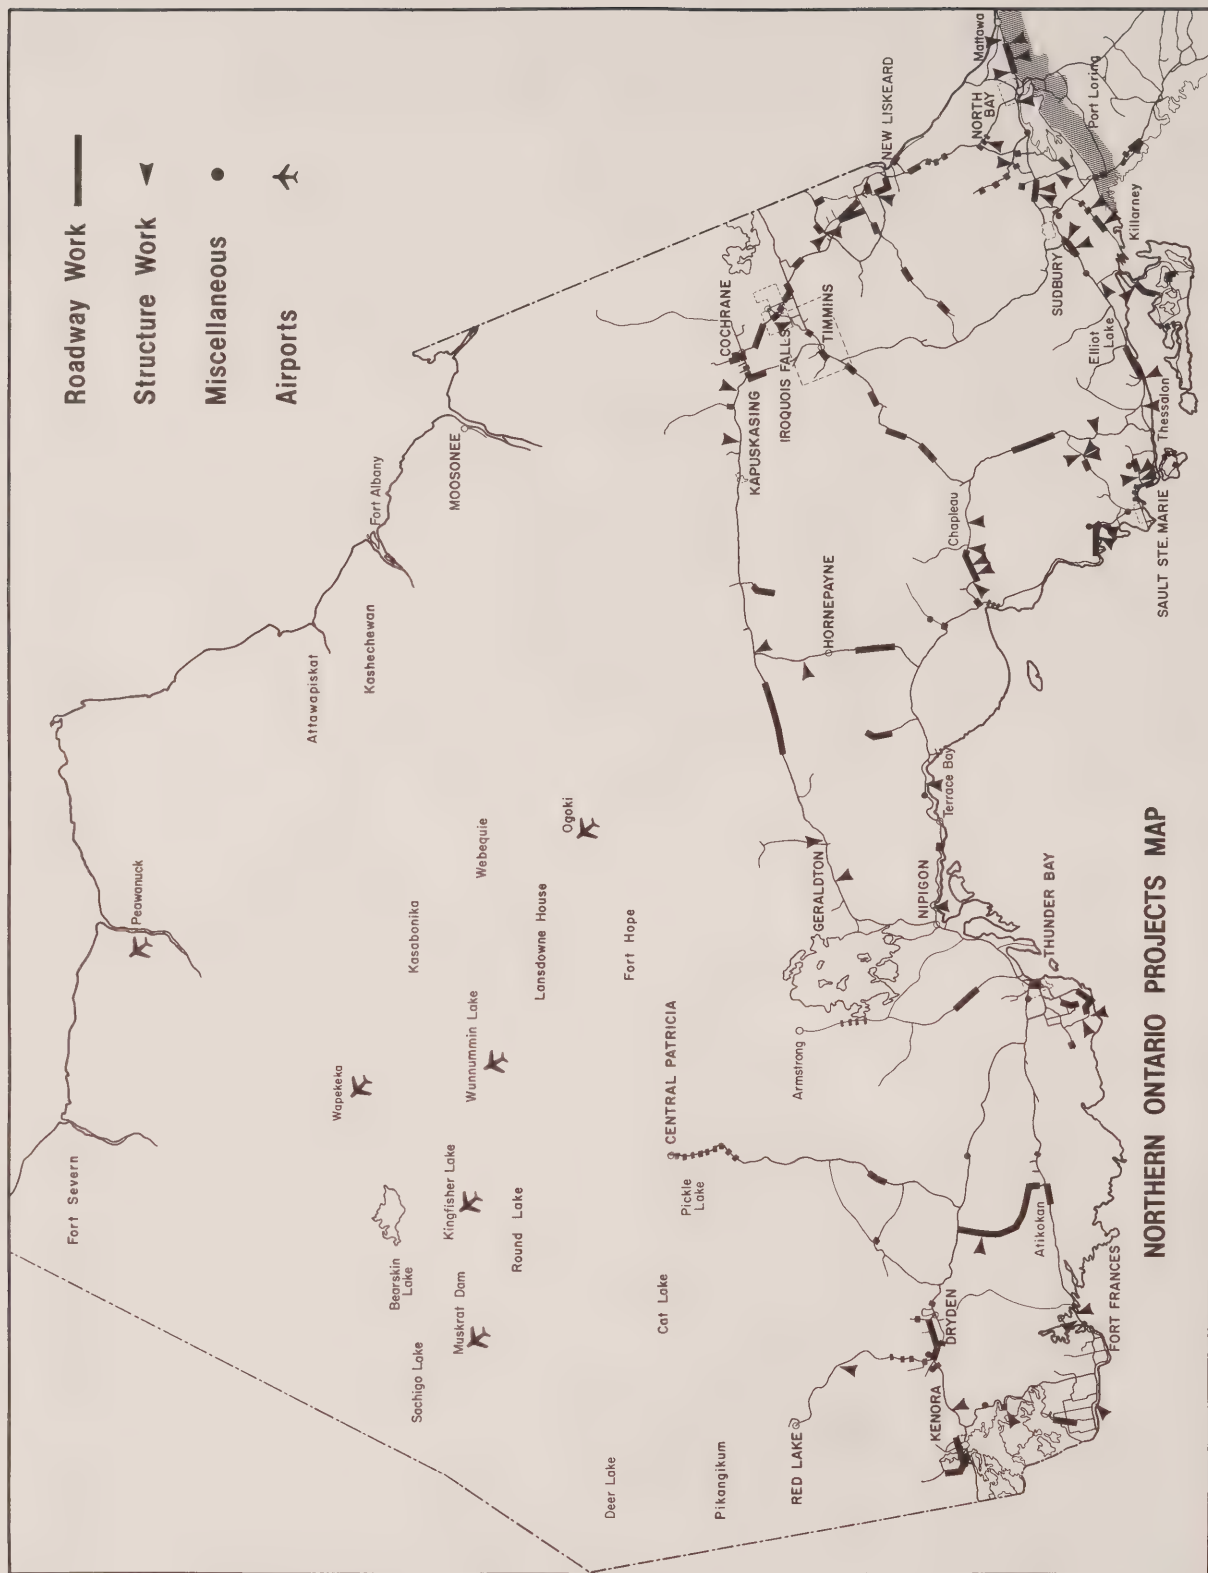 Roadway Work
Structure Work
Miscellaneous
Airports
Fort Severn
Peawanuck
Attawapiskat
Kashechewan
Fort Albany
MOOSONEE
Wapekeka
Bearskin
Lake
Kasabonika
Sachigo Lake
Muskrat Dam
Kingfisher Lake
Wunnummin Lake
Webequie
Round Lake
Lansdowne House
Ogoki
Deer Lake
Cat Lake
Fort Hope
CENTRAL PATRICIA
Pickle
Lake
Pikangikum
RED LAKE
Armstrong
GERALDTON
HORNEPAYNE
KAPUSKASING
COCHRANE
IROQUOIS FALLS
TIMMINS
NEW LISKEARD
KENORA
DRYDEN
NIPIGON
Terrace Bay
Chapleau
NORTH
BAY
Mattawa
Atikokan
THUNDER BAY
SUDBURY
Elliot
Lake
Port Loring
FORT FRANCES
SAULT STE. MARIE
Thessalon
Killarney
NORTHERN ONTARIO PROJECTS MAP